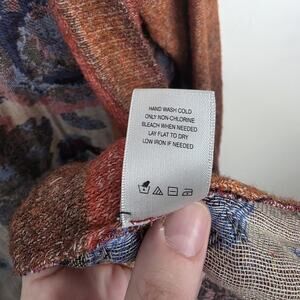 HAND WASH COLD
ONLY NON-CHLORINE
BLEACH WHEN NEEDED
LAY FLAT TO DRY
LOW IRON IF NEEDED